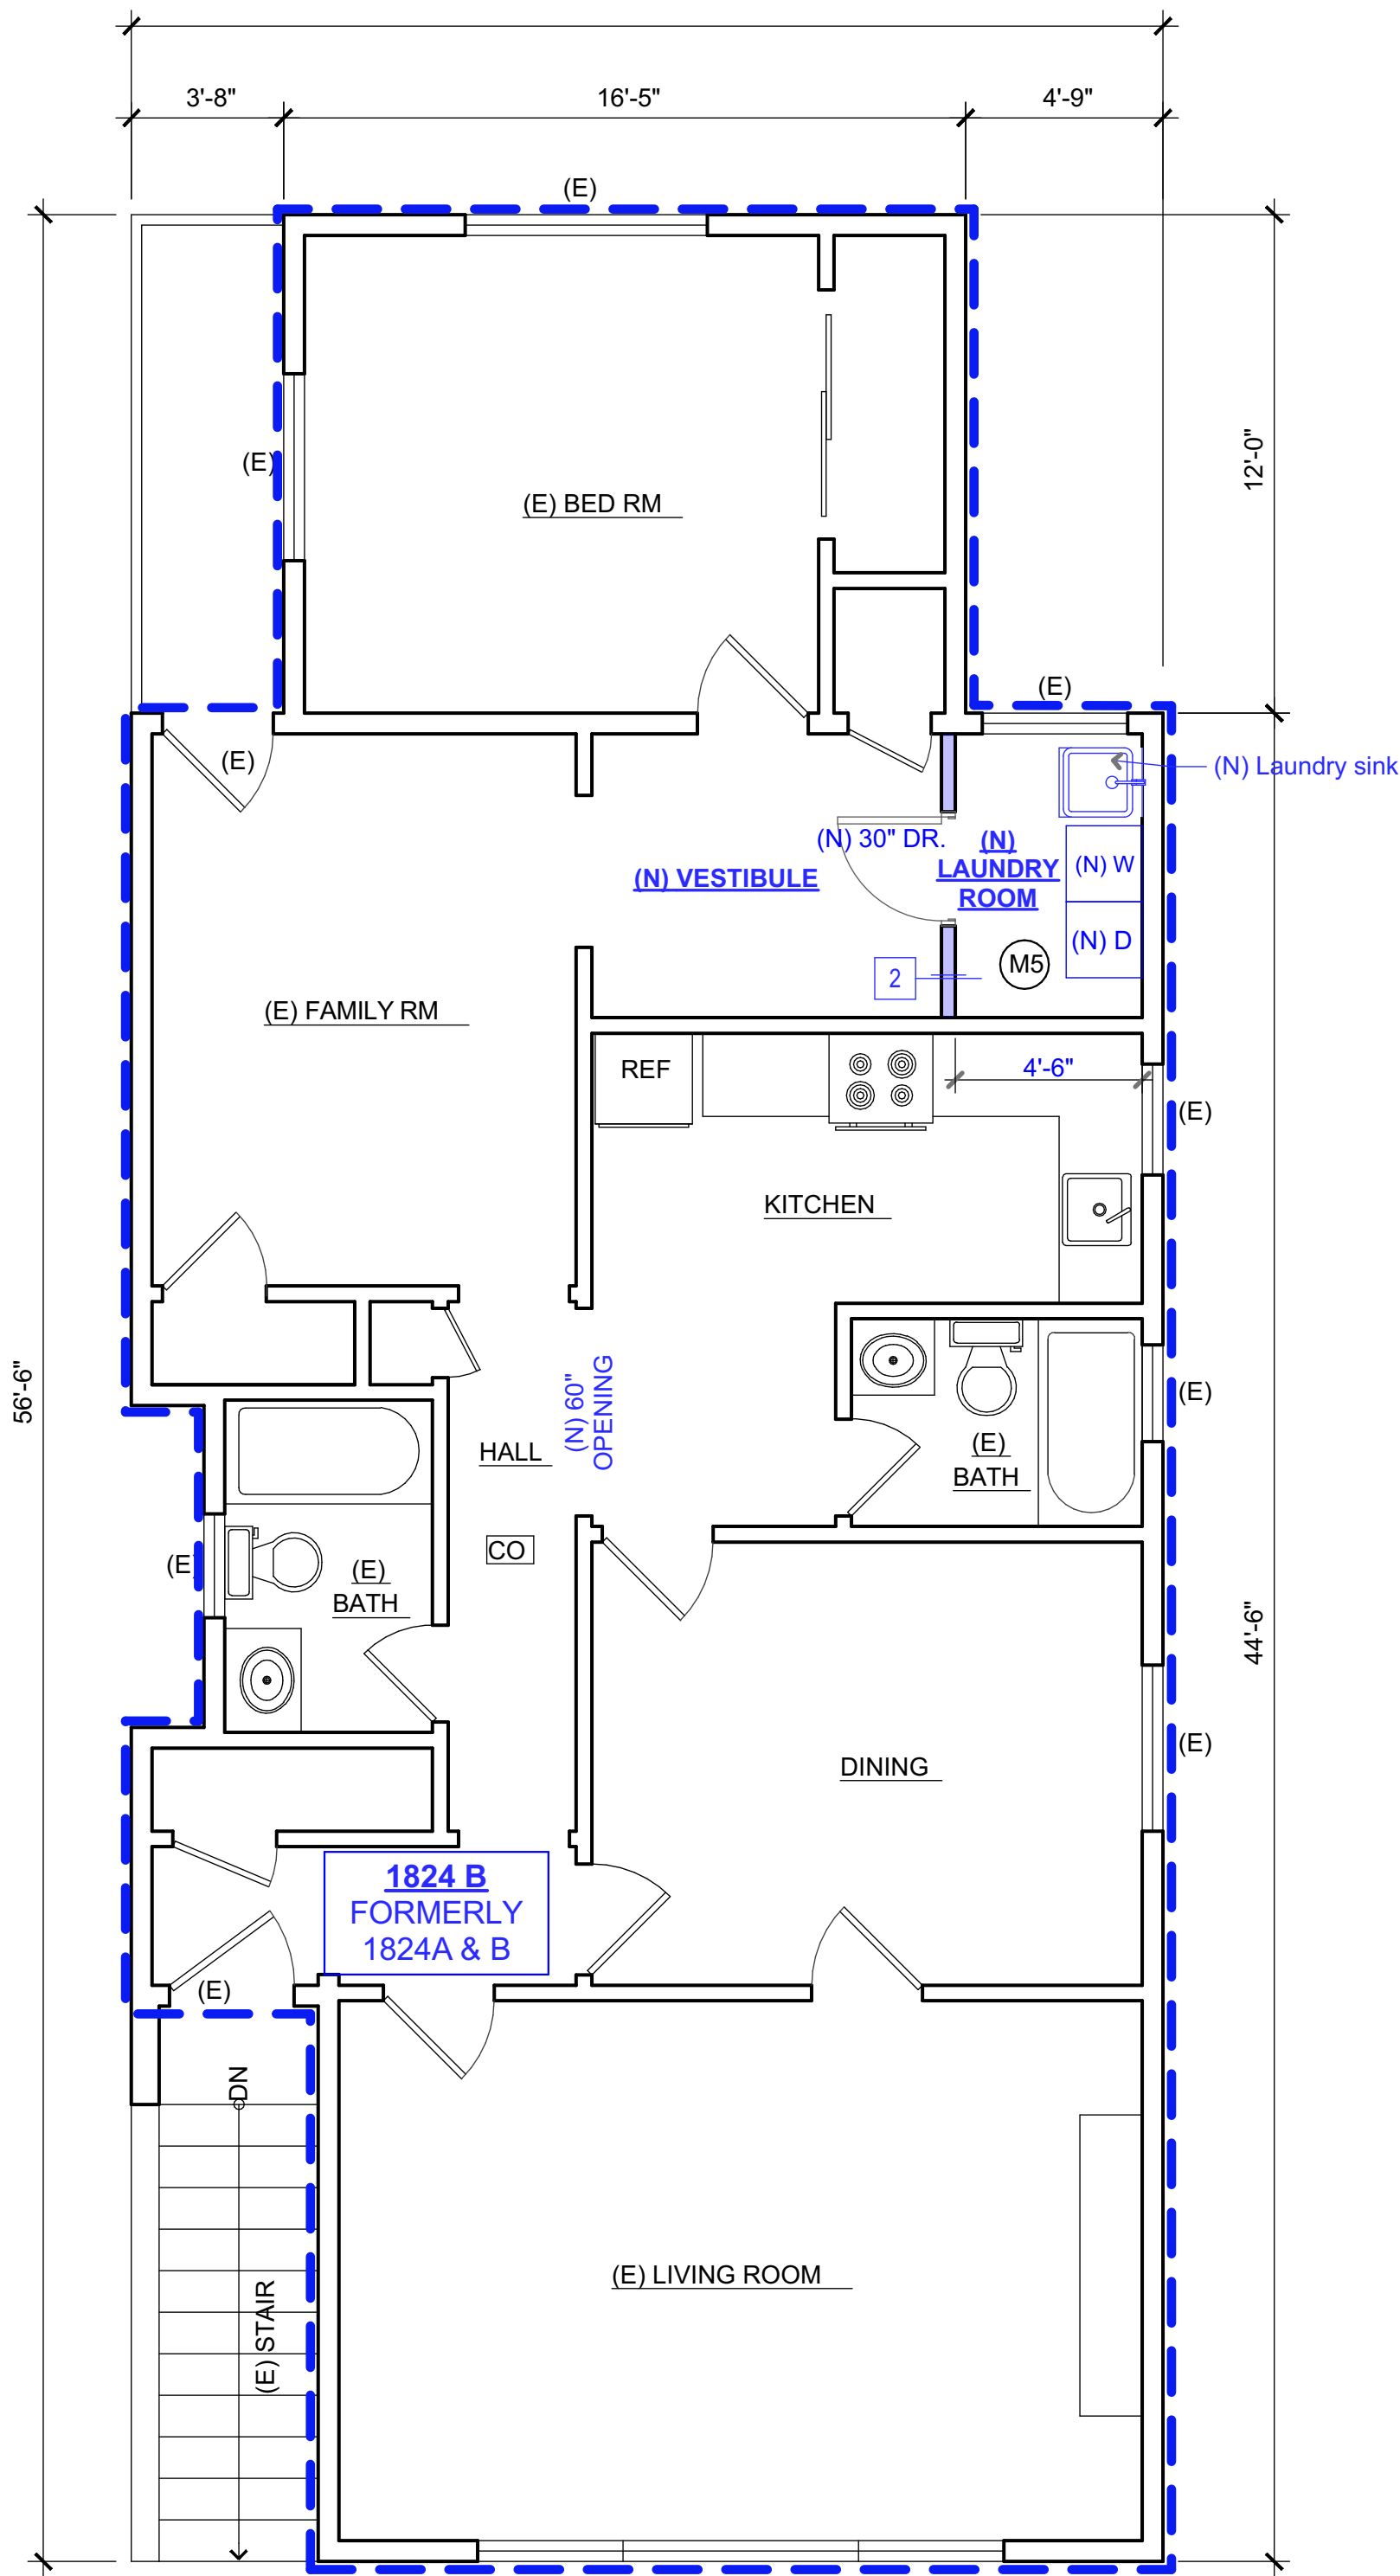 3'-8"
16'-5"
4'-9"
(E)
(E)
12'-0"
(E) BED RM
(E)
(E)
(N) Laundry sink
(N) 30" DR.
(N)
LAUNDRY
ROOM
(N) W
(N) VESTIBULE
(N) D
M5
2
(E) FAMILY RM
REF
4'-6"
(E)
KITCHEN
56'-6"
(N) 60"
OPENING
(E)
HALL
(E)
BATH
CO
(E)
(E)
BATH
44'-6"
(E)
DINING
1824 B
FORMERLY
1824A & B
(E)
DN
(E) LIVING ROOM
(E) STAIR